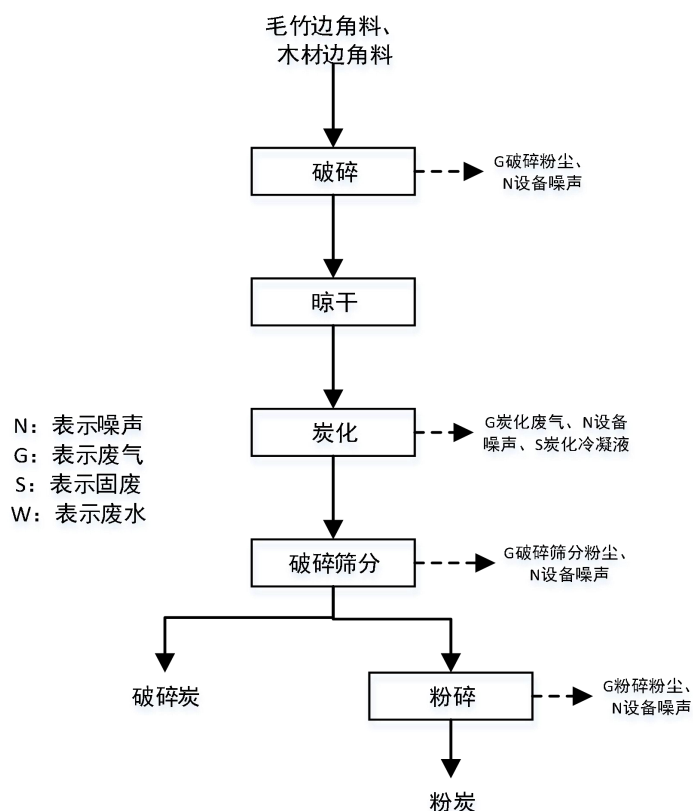 毛竹边角料、
木材边角料
破碎
G破碎粉尘、
N设备噪声
晾干
炭化
G炭化废气、N设备
噪声、S炭化冷凝液
N：表示噪声
G：表示废气
S：表示固废
W：表示废水
破碎筛分
G破碎筛分粉尘、
N设备噪声
破碎炭
粉碎
G粉碎粉尘、
N设备噪声
粉炭